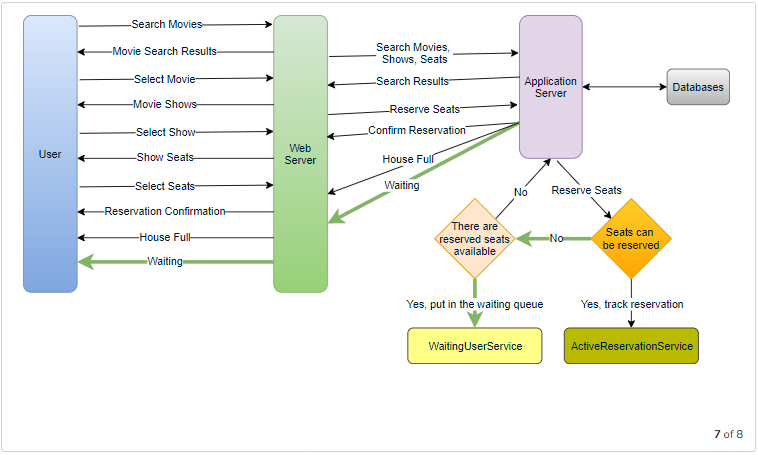 Search Movies
Movie Search Results
Select Movie
Movie Shows
Select Show
Show Seats
Select Seats
Reservation Confirmation
House Full
Waiting
User
Web
Server
Search Movies,
Shows, Seats
Search Results
Reserve Seats
Confirm Reservation
House Full
Waiting
Application
Server
Databases
No
Reserve Seats
There are
reserved seats
available
No
Seats can
be reserved
Yes, put in the waiting queue
Yes, track reservation
WaitingUserService
ActiveReservationService
7 of 8